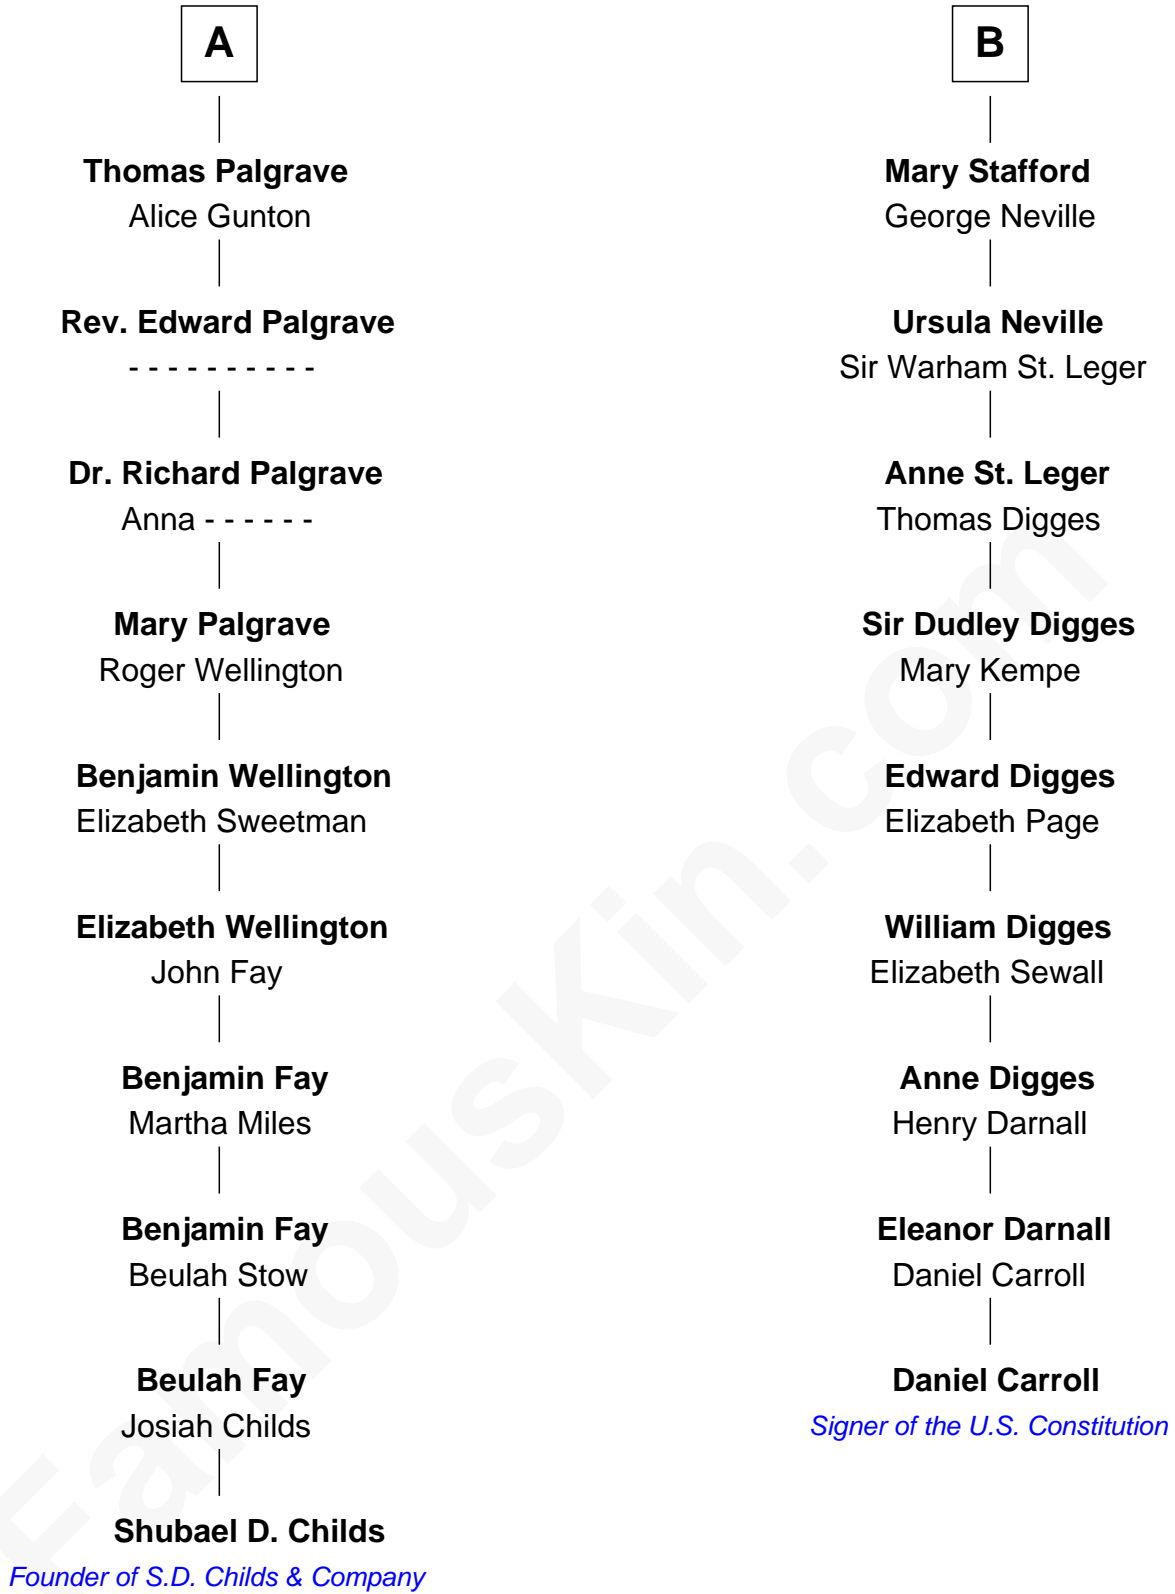 A
Thomas Palgrave
Alice Gunton
Rev. Edward Palgrave
- - - - - - - - - -
Dr. Richard Palgrave
Anna - - - - - -
Mary Palgrave
Roger Wellington
Benjamin Wellington
Elizabeth Sweetman
Elizabeth Wellington
John Fay
Benjamin Fay
Martha Miles
Benjamin Fay
Beulah Stow
Beulah Fay
Josiah Childs
Shubael D. Childs
Founder of S.D. Childs & Company
B
Mary Stafford
George Neville
Ursula Neville
Sir Warham St. Leger
Anne St. Leger
Thomas Digges
Sir Dudley Digges
Mary Kempe
Edward Digges
Elizabeth Page
William Digges
Elizabeth Sewall
Anne Digges
Henry Darnall
Eleanor Darnall
Daniel Carroll
Daniel Carroll
Signer of the U.S. Constitution
FamousKin.com